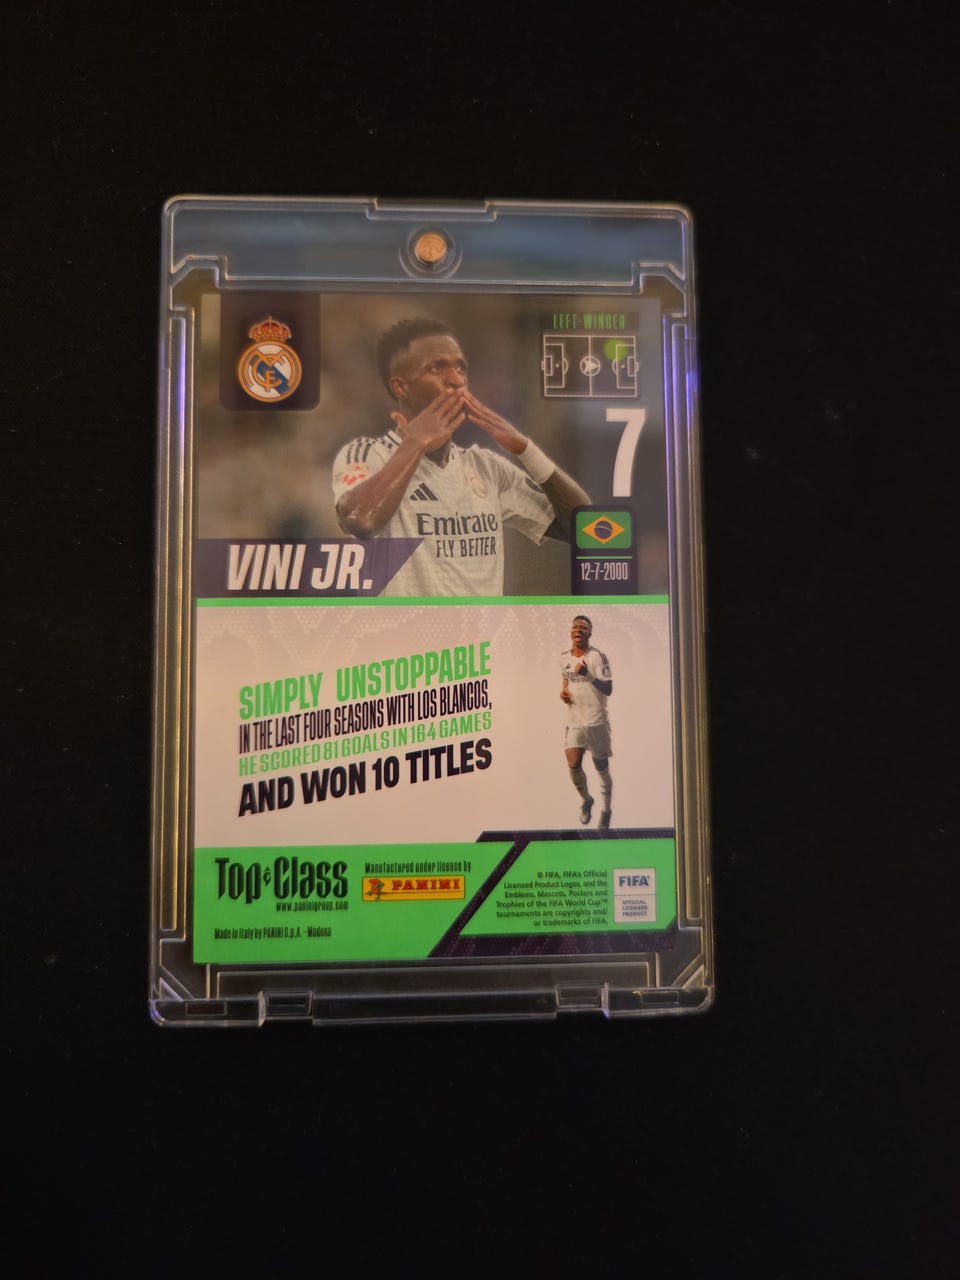 LEFT-WINGER
7
Emirate
FLY BETTER
VINI JR.
12-7-2000
SIMPLY UNSTOPPABLE
IN THE LAST FOUR SEASONS WITH LOS BLANCOS,
HE SCORED 81 GOALS IN 164 GAMES
AND WON 10 TITLES
Top Class
www.paninigroup.com
Made in Italy by PANINI S.p.A. - Modena
Manufactured under licence by
PANINI
© FIFA, FIFA's Official
Licensed Product Logos, and the
Emblems, Mascots, Posters and
Trophies of the FIFA World Cup™
tournaments are copyrights and/
or trademarks of FIFA.
FIFA
OFFICIAL
LICENSED
PRODUCT